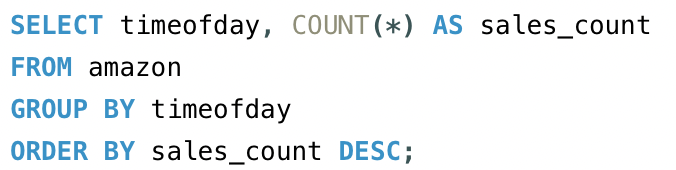 SELECT timeofday, COUNT(*) AS sales_count
FROM amazon
GROUP BY timeofday
ORDER BY sales_count DESC;